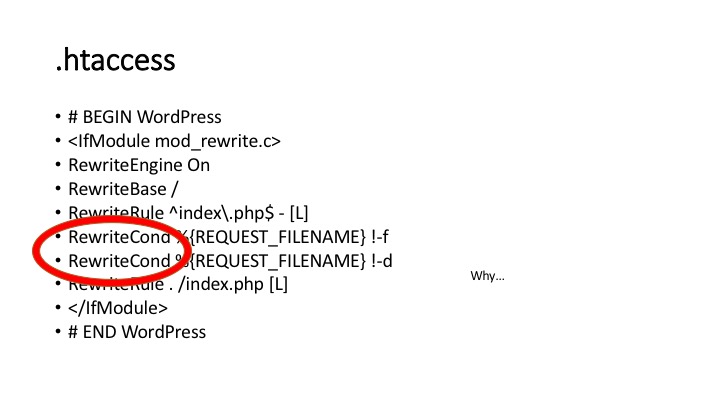 .htaccess
• # BEGIN WordPress
• <IfModule mod_rewrite.c>
• RewriteEngine On
• RewriteBase /
• RewriteRule ^index\.php$ - [L]
• RewriteCond %{REQUEST_FILENAME} !-f
• RewriteCond %{REQUEST_FILENAME} !-d
Why…
• RewriteRule . /index.php [L]
• </IfModule>
• # END WordPress